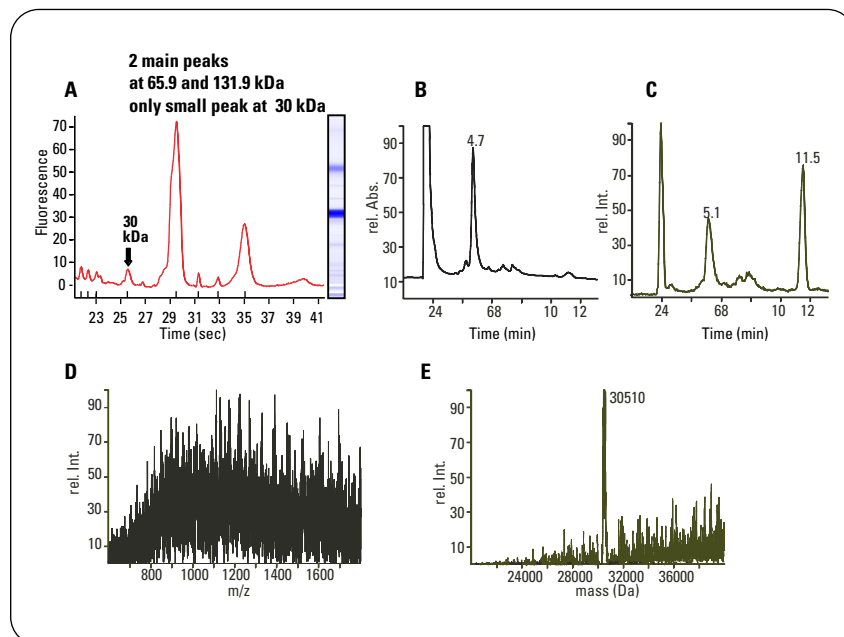 2 main peaks
at 65.9 and 131.9 kDa
only small peak at 30 kDa
A
70
60
50
40
30
20
10
0
Fluorescence
30
kDa
23 25 27 29 31 33 35 37 39 41
Time (sec)
B
90
70
50
30
10
rel. Abs.
4.7
24 68 10 12
Time (min)
C
90
70
50
30
10
rel. Int.
5.1
11.5
24 68 10 12
Time (min)
D
90
70
50
30
10
rel. Int.
800 1000 1200 1400 1600
m/z
E
90
70
50
30
10
rel. Int.
30510
24000 28000 32000 36000
mass (Da)